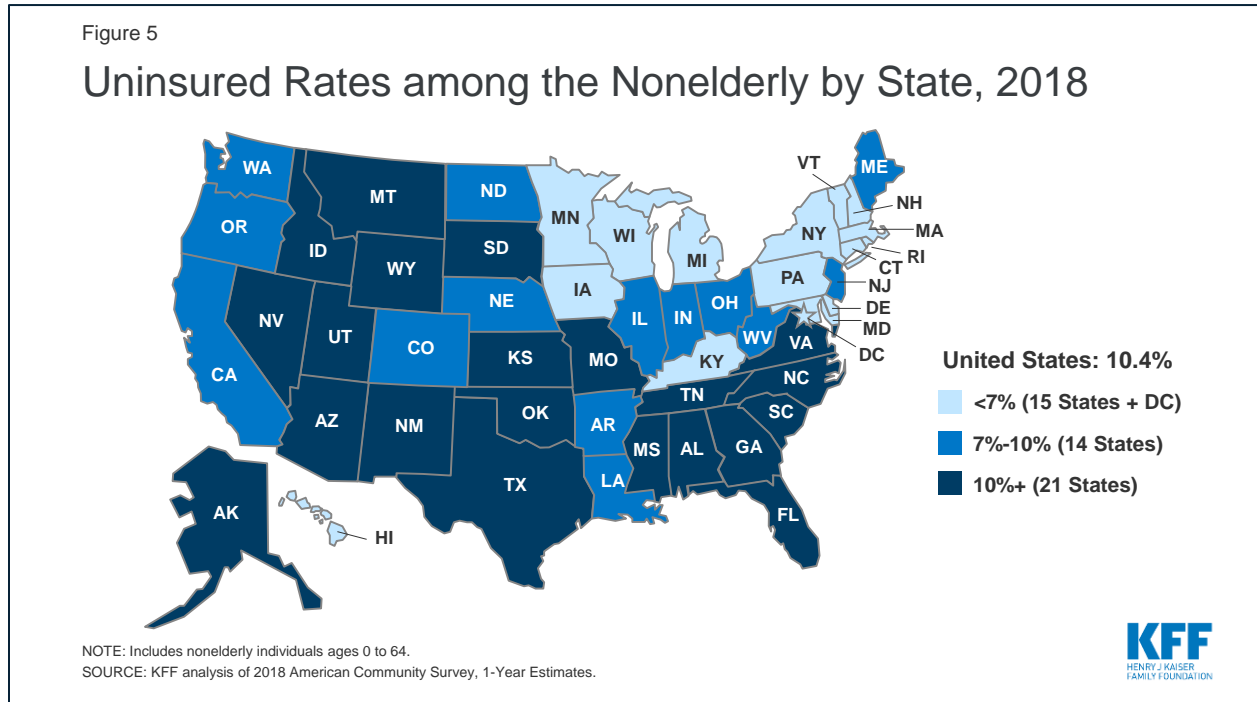 Figure 5
Uninsured Rates among the Nonelderly by State, 2018
WA
MT
ND
MN
VT
ME
NH
OR
ID
SD
WI
NY
MA
MI
RI
WY
CT
PA
NJ
IA
NE
OH
DE
NV
IL
IN
MD
UT
CO
WV
VA
DC
KS
MO
KY
CA
NC
TN
OK
SC
AZ
NM
AR
MS
AL
GA
TX
LA
AK
FL
HI
United States: 10.4%
<7% (15 States + DC)
7%-10% (14 States)
10%+ (21 States)
NOTE: Includes nonelderly individuals ages 0 to 64.
SOURCE: KFF analysis of 2018 American Community Survey, 1-Year Estimates.
KFF
HENRY J KAISER
FAMILY FOUNDATION